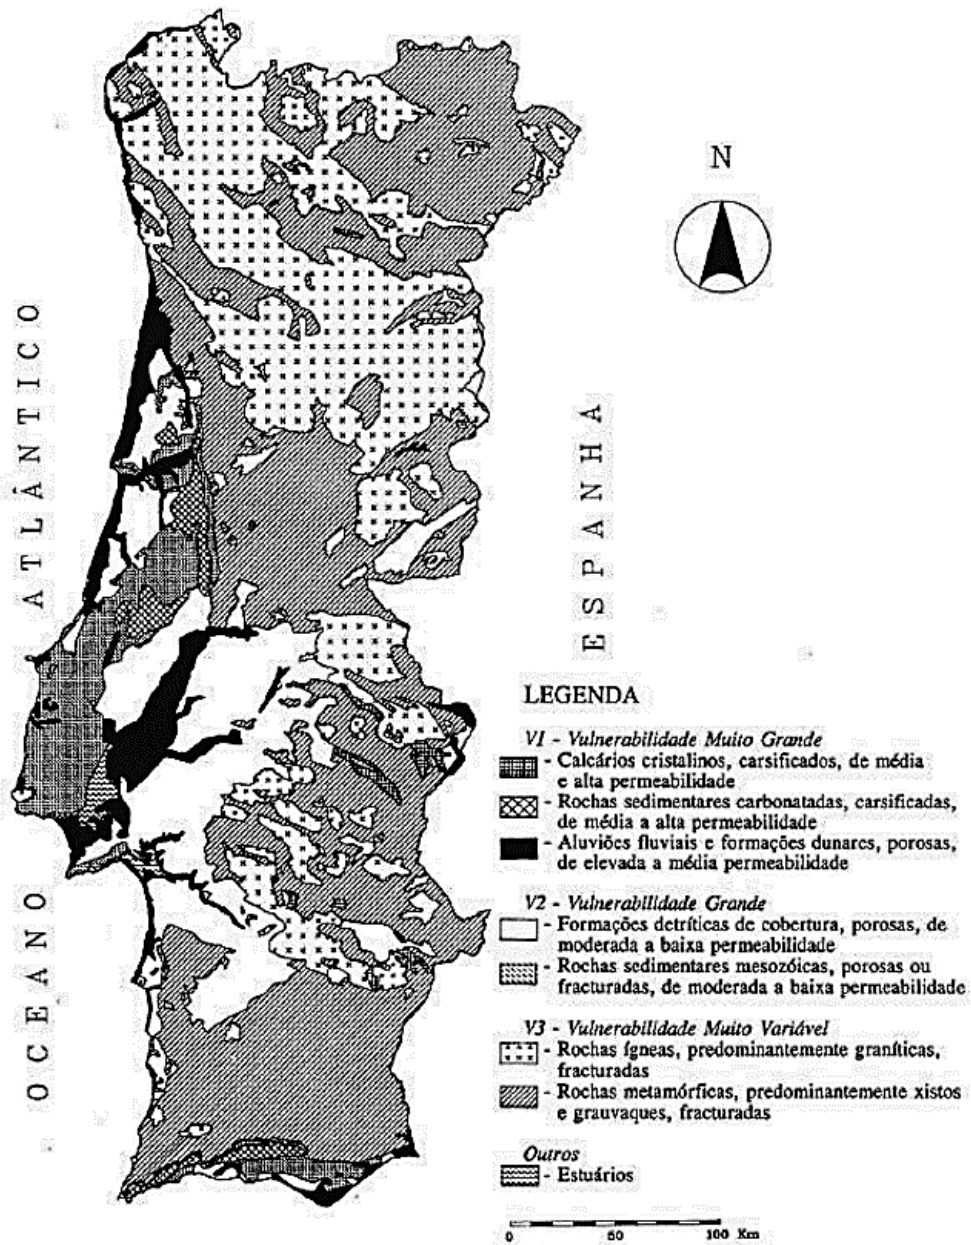 N
OCEANO ATLÂNTICO
ESPANHA
LEGENDA
V1 - Vulnerabilidade Muito Grande
- Calcários cristalinos, carsificados, de média
e alta permeabilidade
- Rochas sedimentares carbonatadas, carsificadas,
de média a alta permeabilidade
- Aluviões fluviais e formações dunares, porosas,
de elevada a média permeabilidade
V2 - Vulnerabilidade Grande
- Formações detríticas de cobertura, porosas, de
moderada a baixa permeabilidade
- Rochas sedimentares mesozóicas, porosas ou
fracturadas, de moderada a baixa permeabilidade
V3 - Vulnerabilidade Muito Variável
- Rochas ígneas, predominantemente graníticas,
fracturadas
- Rochas metamórficas, predominantemente xistos
e grauvaques, fracturadas
Outros
- Estuários
0 50 100 Km